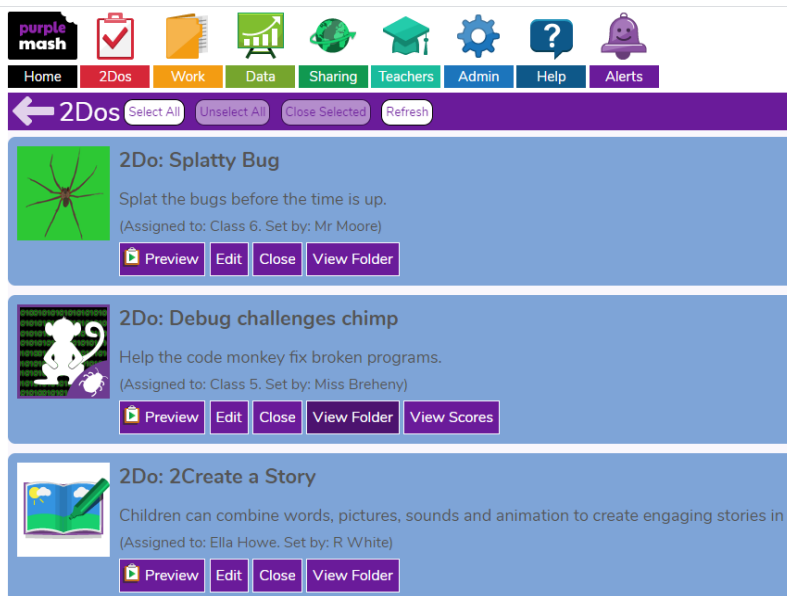 purple
mash
Home 2Dos Work Data Sharing Teachers Admin Help Alerts
2Dos Select All Unselect All Close Selected Refresh
2Do: Splatty Bug
Splat the bugs before the time is up.
(Assigned to: Class 6. Set by: Mr Moore)
Preview Edit Close View Folder
2Do: Debug challenges chimp
Help the code monkey fix broken programs.
(Assigned to: Class 5. Set by: Miss Breheny)
Preview Edit Close View Folder View Scores
2Do: 2Create a Story
Children can combine words, pictures, sounds and animation to create engaging stories in
(Assigned to: Ella Howe. Set by: R White)
Preview Edit Close View Folder